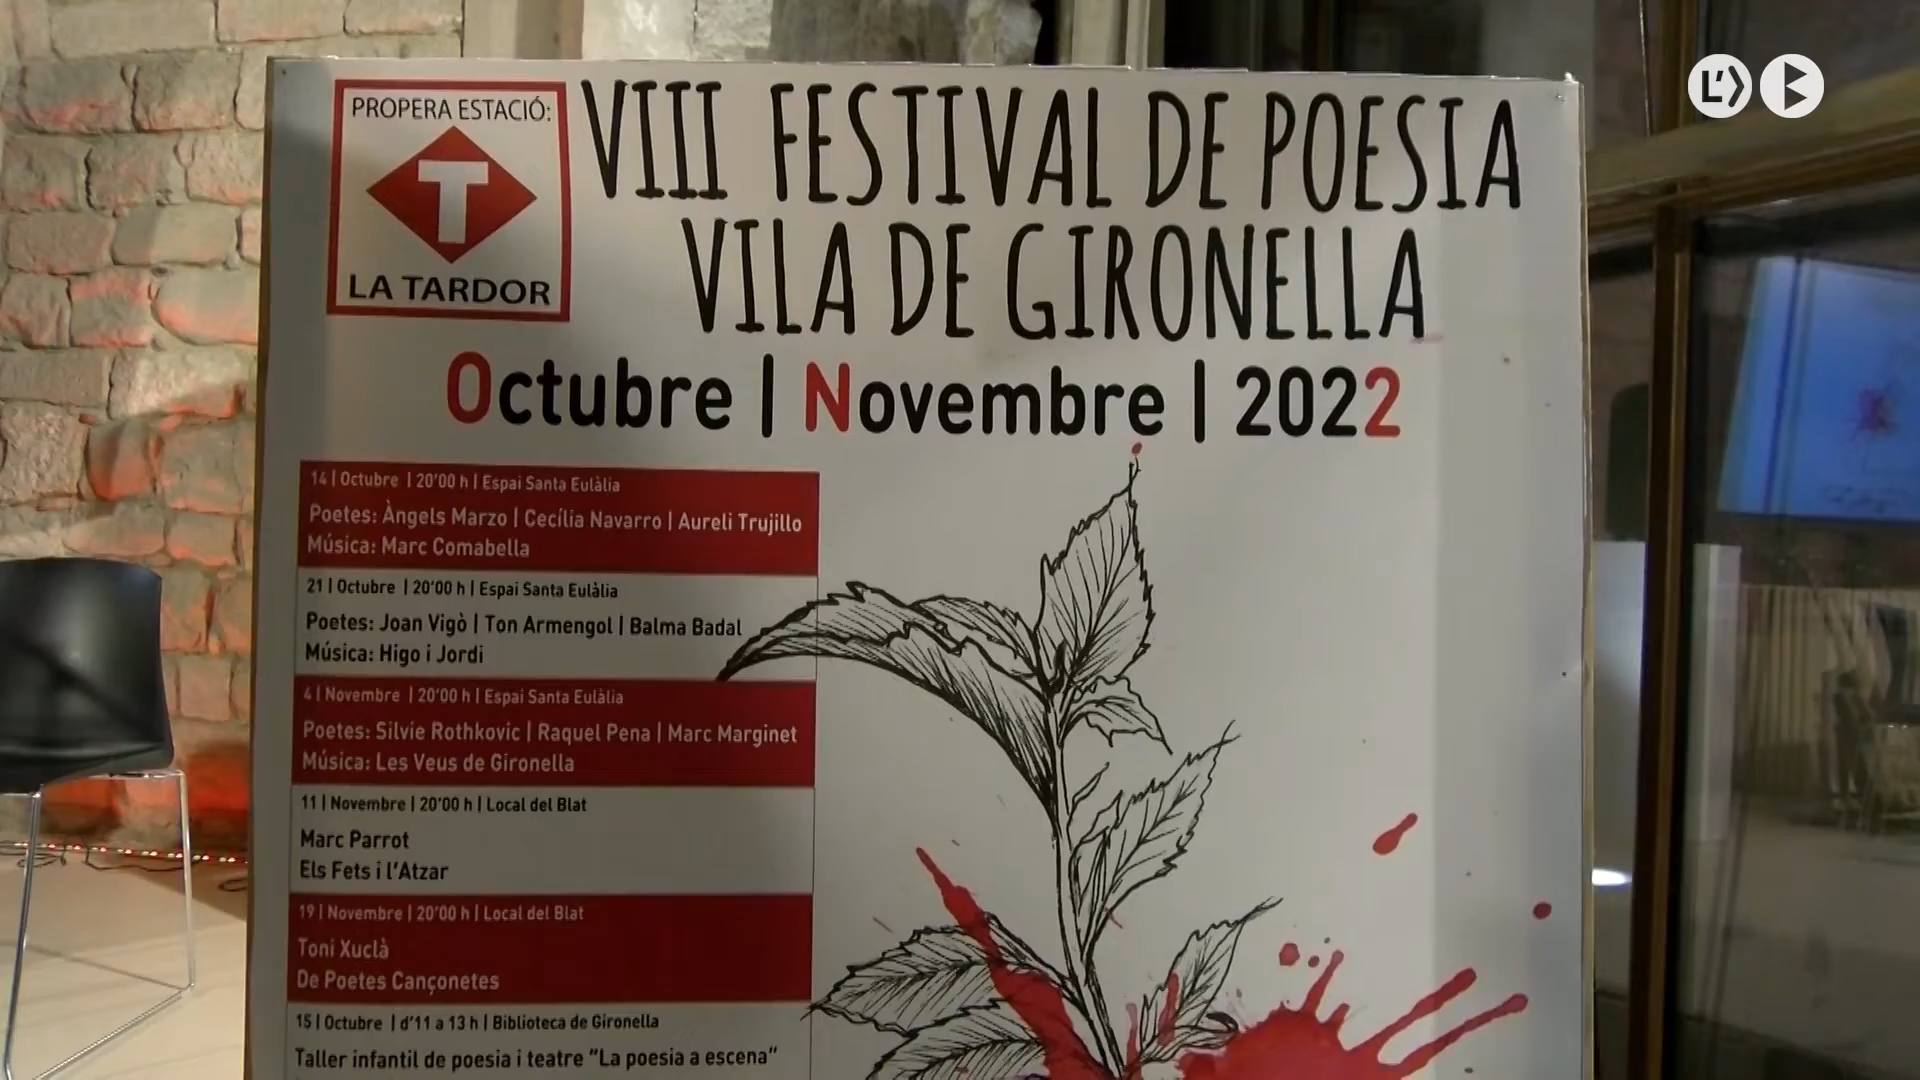 PROPERA ESTACIÓ:
T
LA TARDOR
VIII FESTIVAL DE POESIA
VILA DE GIRONELLA
Octubre | Novembre | 2022
14 | Octubre | 20'00 h | Espai Santa Eulàlia
Poetes: Àngels Marzo | Cecília Navarro | Aureli Trujillo
Música: Marc Comabella
21 | Octubre | 20'00 h | Espai Santa Eulàlia
Poetes: Joan Vigò | Ton Armengol | Balma Badal
Música: Higo i Jordi
4 | Novembre | 20'00 h | Espai Santa Eulàlia
Poetes: Silvie Rothkovic | Raquel Pena | Marc Marginet
Música: Les Veus de Gironella
11 | Novembre | 20'00 h | Local del Blat
Marc Parrot
Els Fets i l'Atzar
19 | Novembre | 20'00 h | Local del Blat
Toni Xuclà
De Poetes Cançonetes
15 | Octubre | d'11 a 13 h | Biblioteca de Gironella
Taller infantil de poesia i teatre "La poesia a escena"
L'